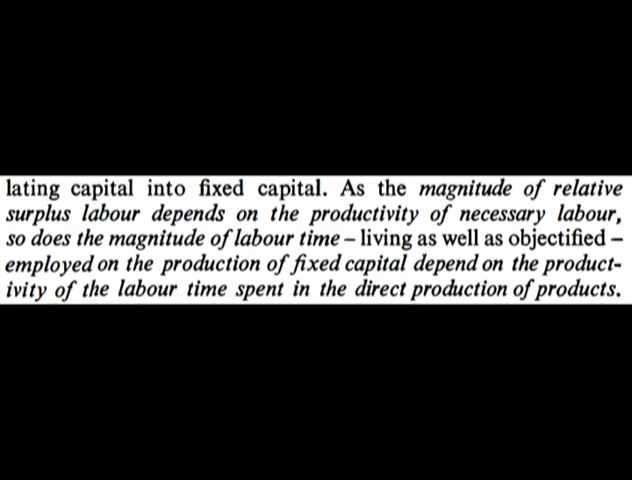 lating capital into fixed capital. As the magnitude of relative
surplus labour depends on the productivity of necessary labour,
so does the magnitude of labour time – living as well as objectified –
employed on the production of fixed capital depend on the product-
ivity of the labour time spent in the direct production of products.